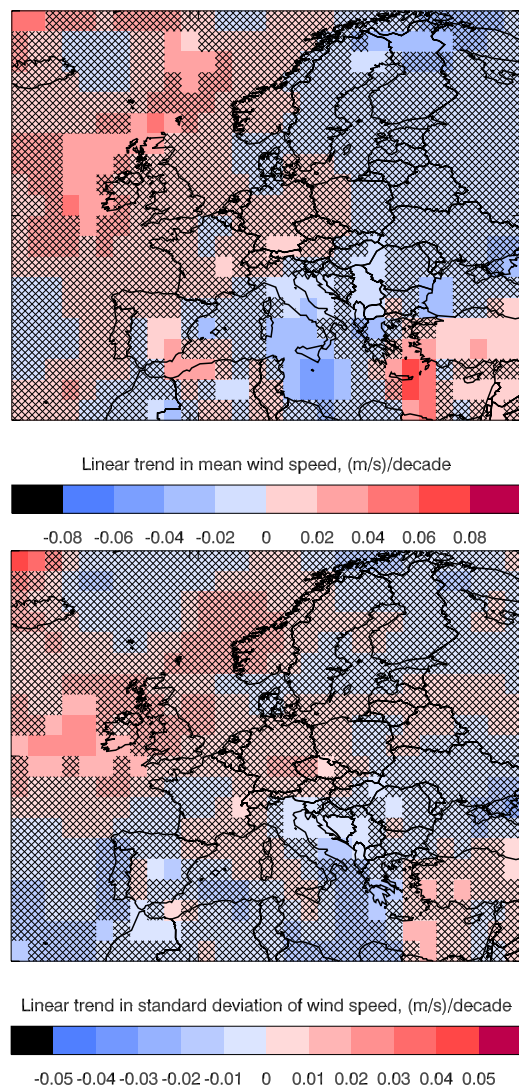 Linear trend in mean wind speed, (m/s)/decade
-0.08 -0.06 -0.04 -0.02 0 0.02 0.04 0.06 0.08
Linear trend in standard deviation of wind speed, (m/s)/decade
-0.05 -0.04 -0.03 -0.02 -0.01 0 0.01 0.02 0.03 0.04 0.05